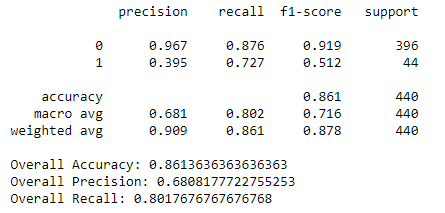 precision recall f1-score support
0 0.967 0.876 0.919 396
1 0.395 0.727 0.512 44
accuracy 0.861 440
macro avg 0.681 0.802 0.716 440
weighted avg 0.909 0.861 0.878 440
Overall Accuracy: 0.8613636363636363
Overall Precision: 0.6808177722755253
Overall Recall: 0.8017676767676768